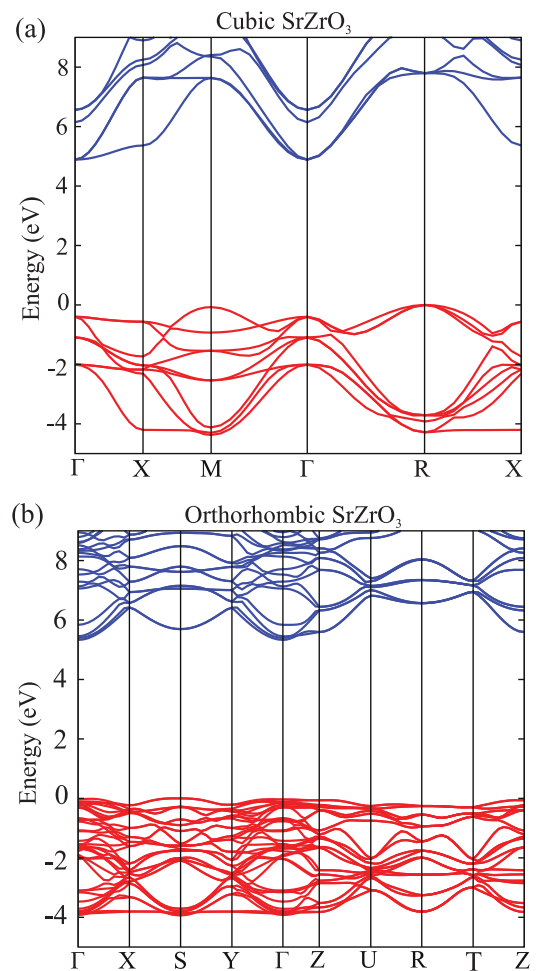 (a) Cubic SrZrO₃
8
6
4
2
0
-2
-4
Energy (eV)
Γ X M Γ R X
(b) Orthorhombic SrZrO₃
8
6
4
2
0
-2
-4
Energy (eV)
Γ X S Y Γ Z U R T Z